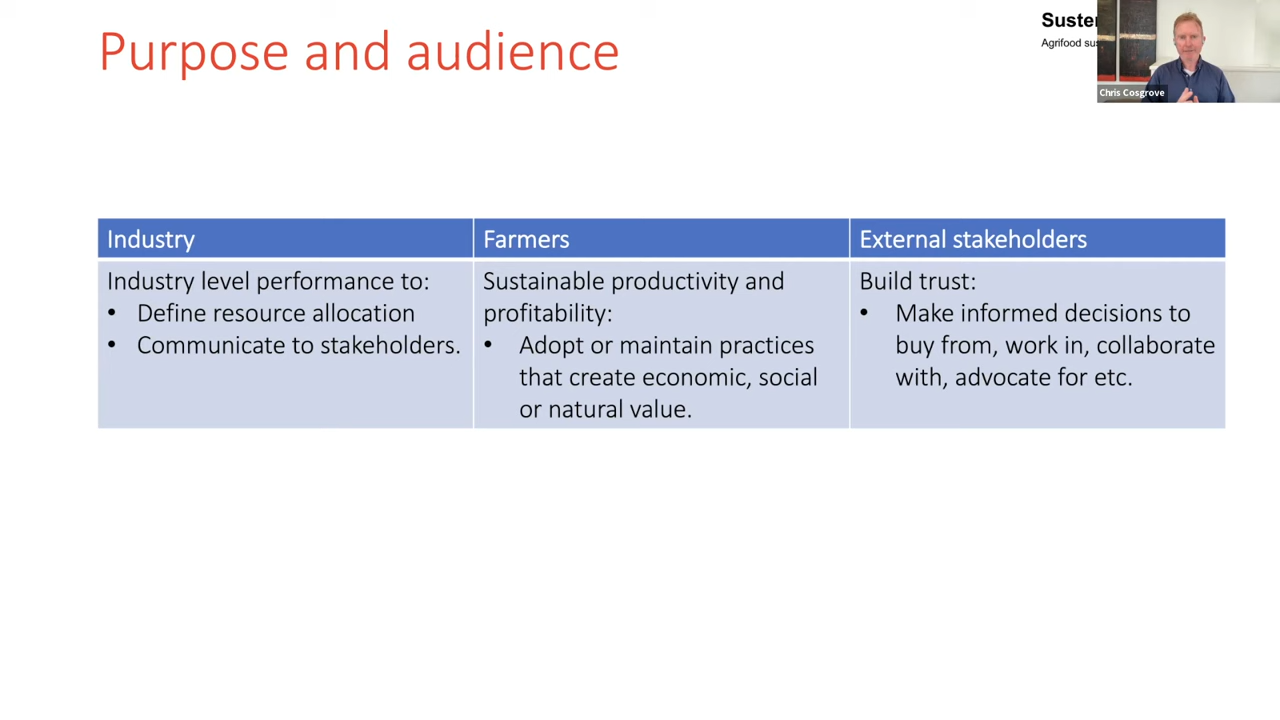 Purpose and audience
Agrifood
Chris Cosgrove
Industry
Farmers
External stakeholders
Industry level performance to:
• Define resource allocation
• Communicate to stakeholders.
Sustainable productivity and
profitability:
• Adopt or maintain practices
that create economic, social
or natural value.
Build trust:
• Make informed decisions to
buy from, work in, collaborate
with, advocate for etc.